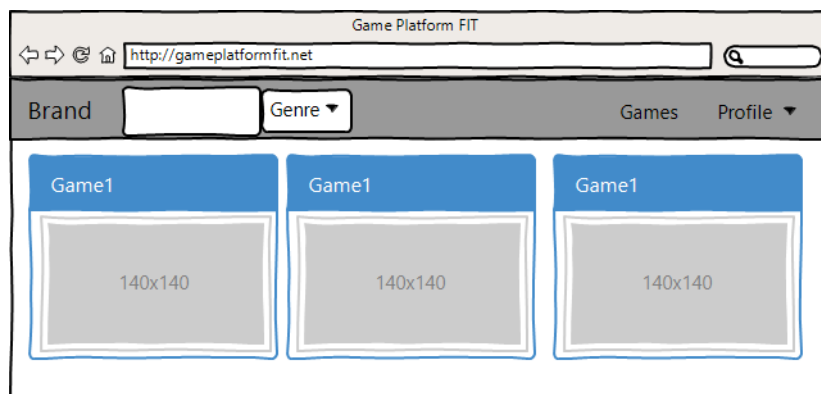 Game Platform FIT
http://gameplatformfit.net
Brand Genre Games Profile
Game1 Game1 Game1
140x140 140x140 140x140